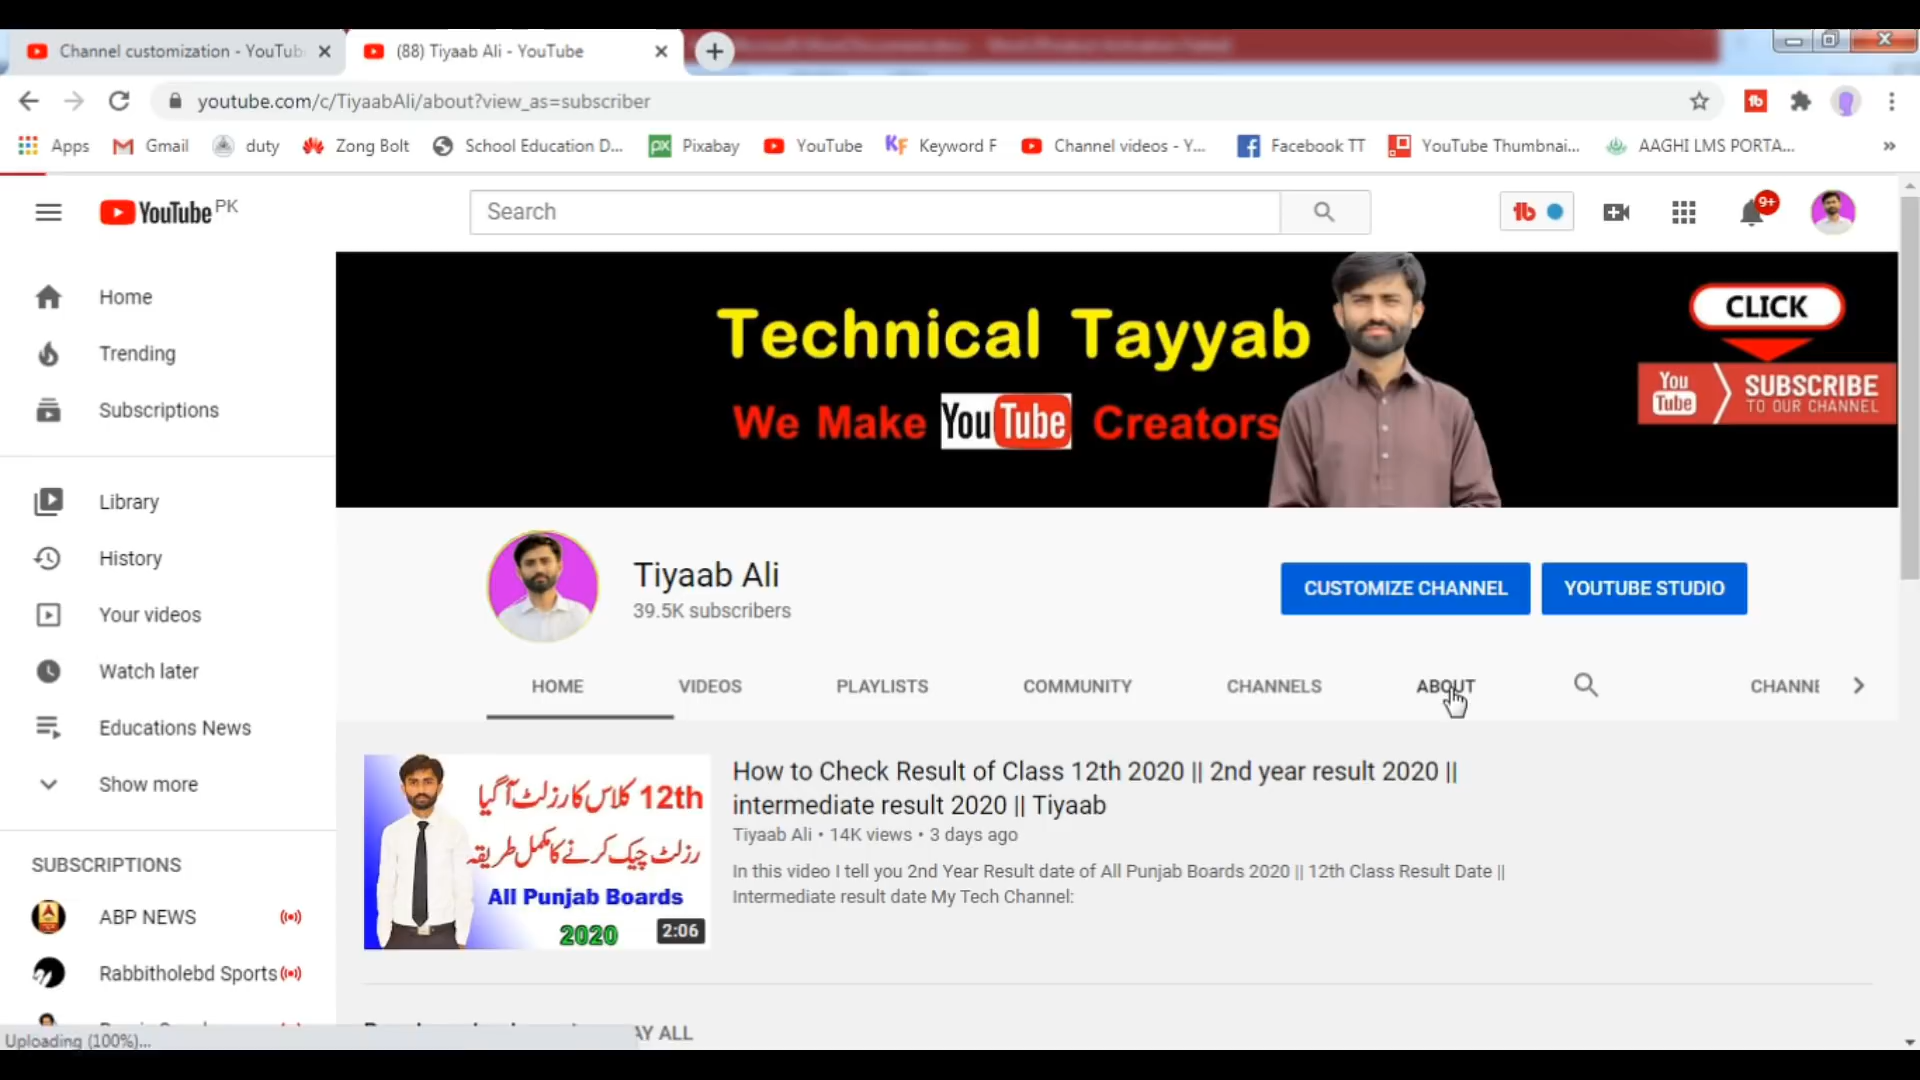 Channel customization - YouTub
(88) Tiyaab Ali - YouTube
youtube.com/c/TiyaabAli/about?view_as=subscriber
Apps
Gmail
duty
Zong Bolt
School Education D...
Pixabay
YouTube
Keyword F
Channel videos - Y...
Facebook TT
YouTube Thumbnai...
AAGHI LMS PORTA...
YouTube PK
Search
9+
Home
Trending
Subscriptions
Library
History
Your videos
Watch later
Educations News
Show more
SUBSCRIPTIONS
ABP NEWS
Rabbitholebd Sports
Uploading (100%)...
Technical Tayyab
We Make YouTube Creators
CLICK
You Tube SUBSCRIBE
TO OUR CHANNEL
Tiyaab Ali
39.5K subscribers
CUSTOMIZE CHANNEL
YOUTUBE STUDIO
HOME
VIDEOS
PLAYLISTS
COMMUNITY
CHANNELS
ABOUT
CHANNE
12th کلاس کا رزلٹ آ گیا
رزلٹ چیک کرنے کا مکمل طریقہ
All Punjab Boards
2020
2:06
How to Check Result of Class 12th 2020 || 2nd year result 2020 ||
intermediate result 2020 || Tiyaab
Tiyaab Ali • 14K views • 3 days ago
In this video I tell you 2nd Year Result date of All Punjab Boards 2020 || 12th Class Result Date ||
Intermediate result date My Tech Channel:
AY ALL